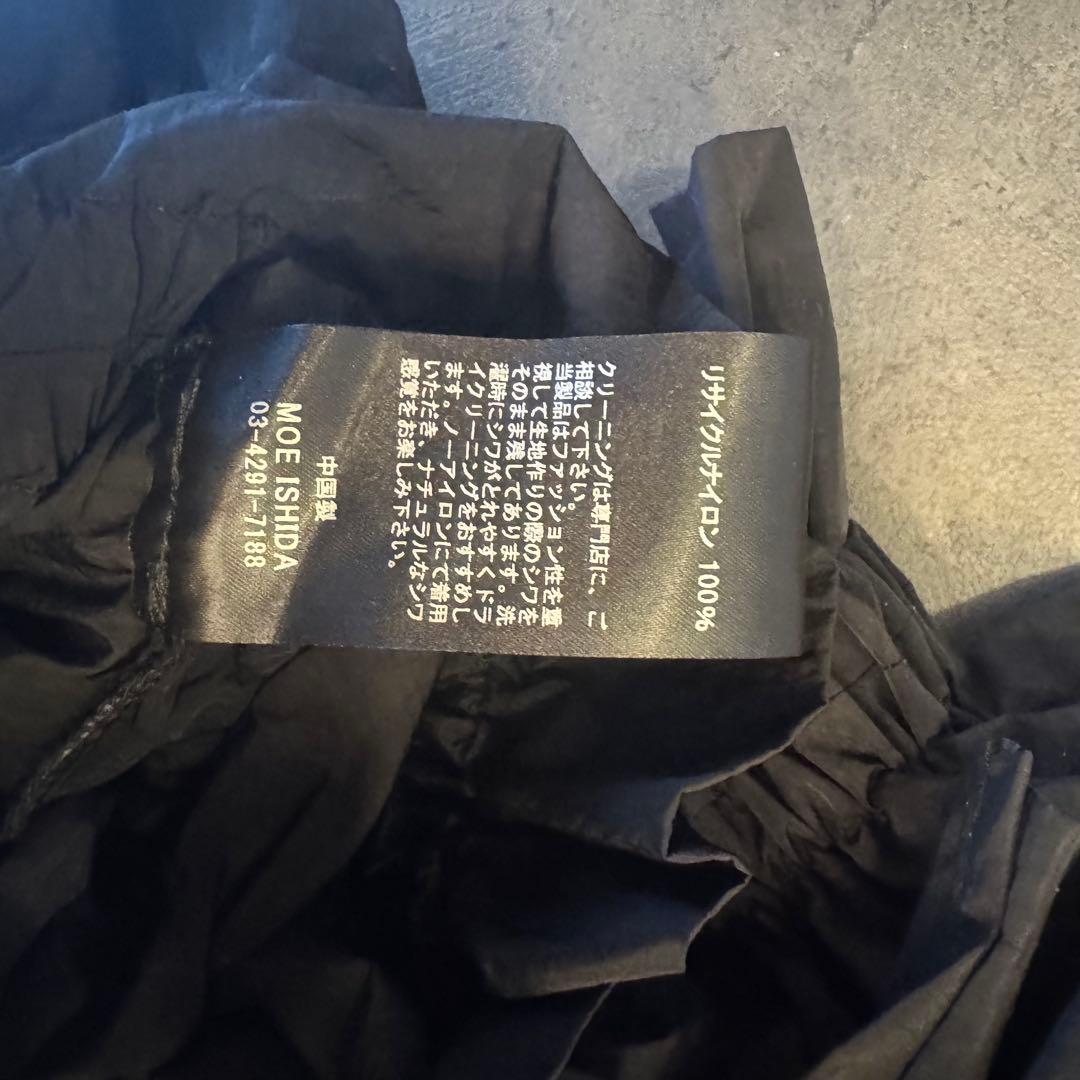 リサイクルナイロン 100%
クリーニングは専門店に、ご
相談して下さい。
当製品はファッション性を重
視して生地作りの際のシワを
そのまま残してあります。洗
濯時にシワがとれやすくドラ
イクリーニングをおすすめし
ます。ノーアイロンにて着用
いただき、ナチュラルなシワ
感覚をお楽しみ下さい。
中国製
MOE ISHIDA
03-4291-7188